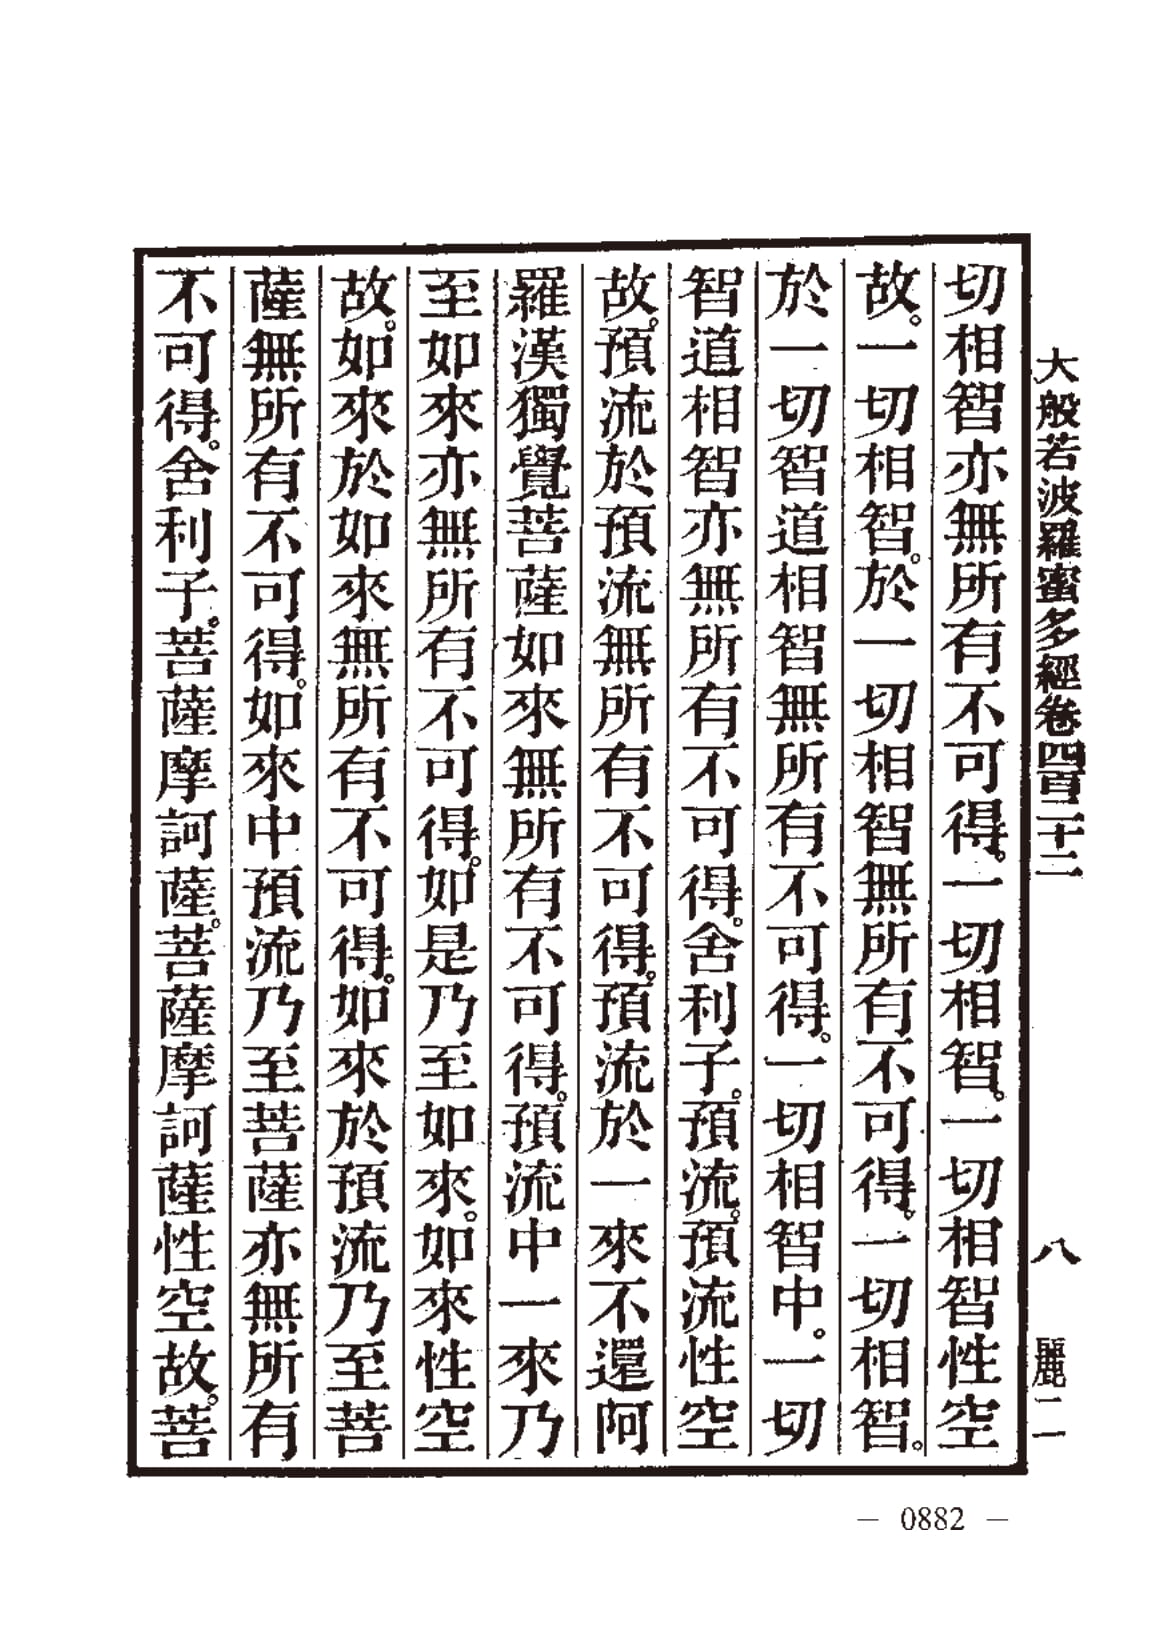 大般若波羅蜜多經卷四百二十二　八　麗二
切相智亦無所有不可得。一切相智。一切相智性空
故。一切相智。於一切相智無所有不可得。一切相智。
於一切智道相智無所有不可得。一切相智中。一切
智道相智亦無所有不可得。舍利子。預流。預流性空
故。預流於預流無所有不可得。預流於一來不還阿
羅漢獨覺菩薩如來無所有不可得。預流中一來乃
至如來亦無所有不可得。如是乃至如來。如來性空
故。如來於如來無所有不可得。如來於預流乃至菩
薩無所有不可得。如來中預流乃至菩薩亦無所有
不可得。舍利子。菩薩摩訶薩。菩薩摩訶薩性空故。菩
— 0882 —